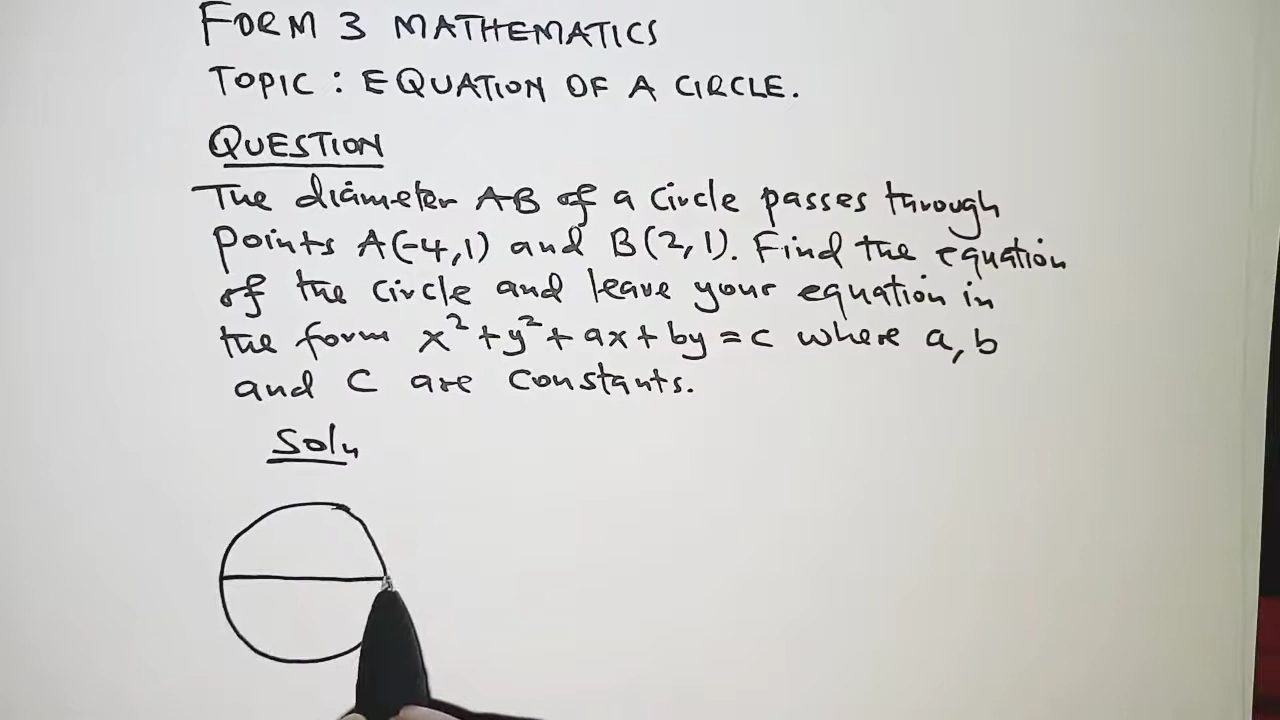 FORM 3 MATHEMATICS
TOPIC : EQUATION OF A CIRCLE.
QUESTION
The diameter AB of a circle passes through
points A(-4,1) and B(2,1). Find the equation
of the circle and leave your equation in
the form x²+y²+ax+by=c where a, b
and C are constants.
Soln